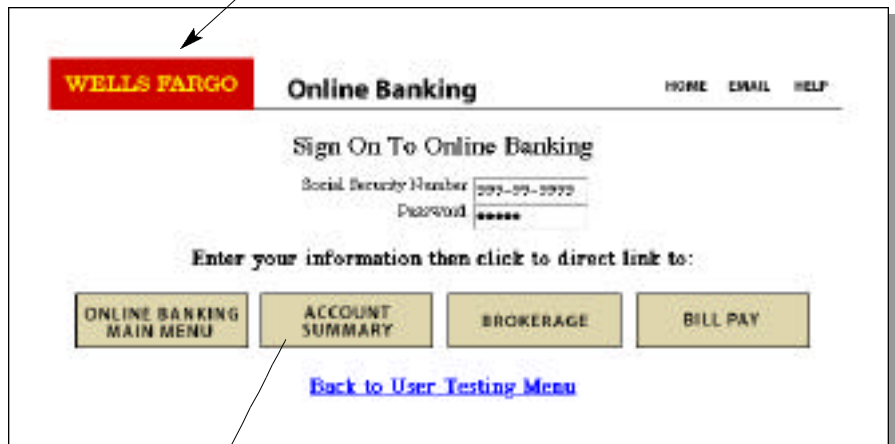 WELLS FARGO
Online Banking
HOME EMAIL HELP
Sign On To Online Banking
Social Security Number 999-99-9999
Password •••••
Enter your information then click to direct link to:
ONLINE BANKING
MAIN MENU
ACCOUNT
SUMMARY
BROKERAGE
BILL PAY
Back to User Testing Menu